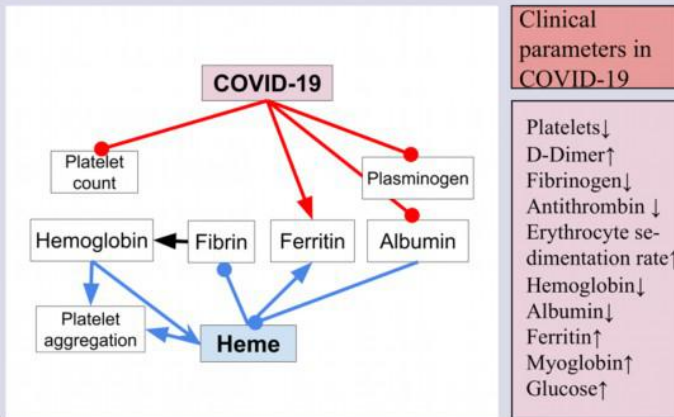 COVID-19
Platelet
count
Plasminogen
Hemoglobin
Fibrin
Ferritin
Albumin
Platelet
aggregation
Heme
Clinical
parameters in
COVID-19
Platelets↓
D-Dimer↑
Fibrinogen↓
Antithrombin ↓
Erythrocyte se-
dimentation rate↑
Hemoglobin↓
Albumin↓
Ferritin↑
Myoglobin↑
Glucose↑